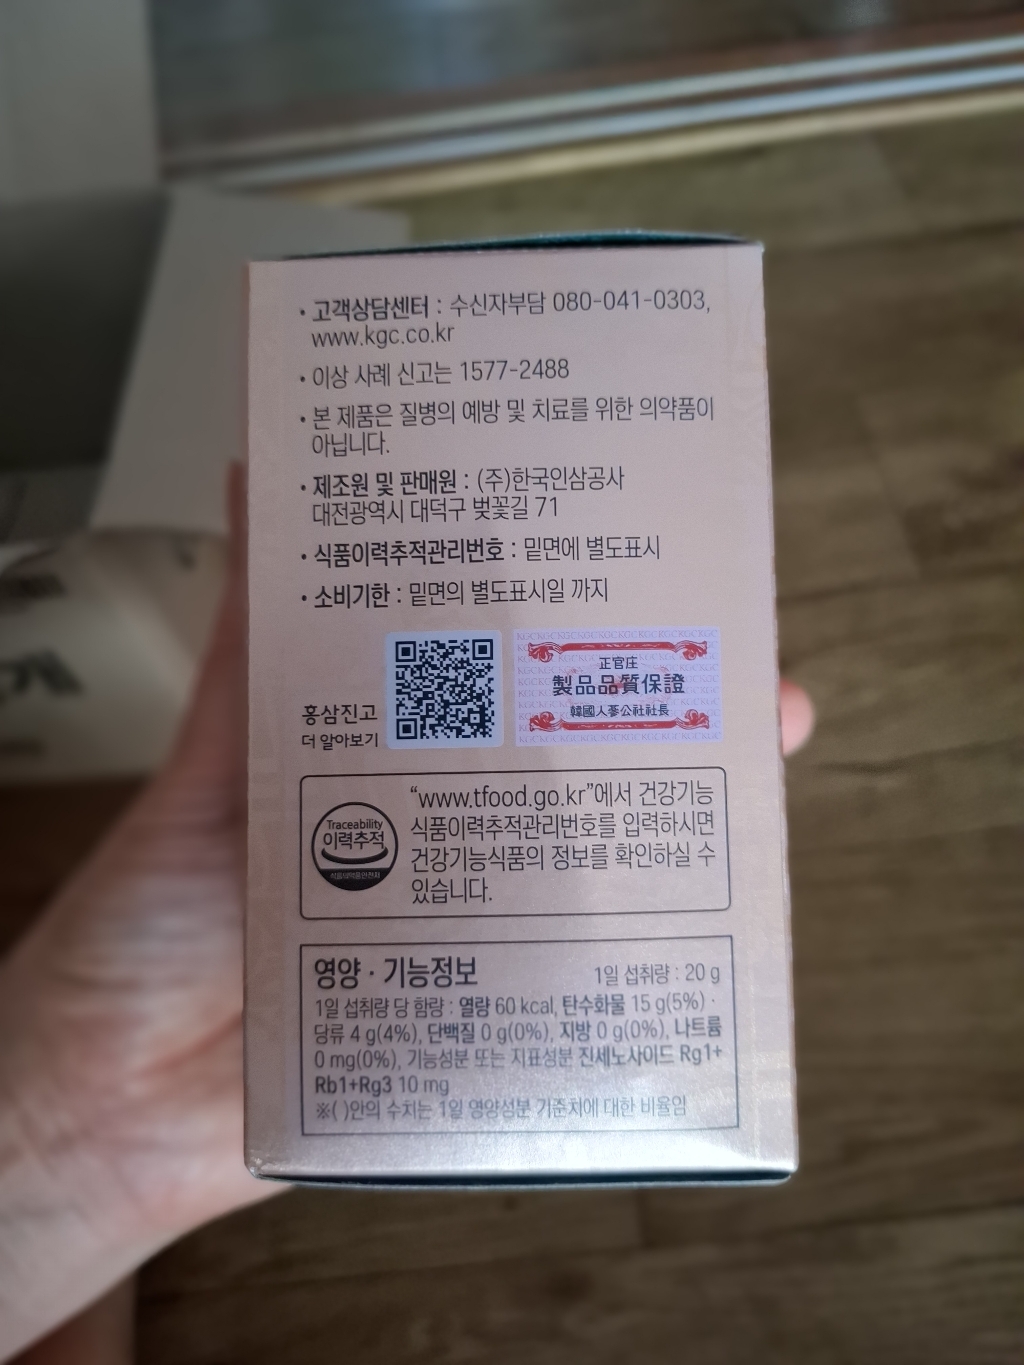 • 고객상담센터 : 수신자부담 080-041-0303,
www.kgc.co.kr
• 이상 사례 신고는 1577-2488
• 본 제품은 질병의 예방 및 치료를 위한 의약품이
아닙니다.
• 제조원 및 판매원 : (주)한국인삼공사
대전광역시 대덕구 벚꽃길 71
• 식품이력추적관리번호 : 밑면에 별도표시
• 소비기한 : 밑면의 별도표시일 까지
홍삼진고
더 알아보기
正官庄
製品品質保證
韓國人蔘公社社長
Traceability
이력추적
식품의약품안전처
“www.tfood.go.kr”에서 건강기능
식품이력추적관리번호를 입력하시면
건강기능식품의 정보를 확인하실 수
있습니다.
영양 · 기능정보 1일 섭취량 : 20 g
1일 섭취량 당 함량 : 열량 60 kcal, 탄수화물 15 g(5%) ·
당류 4 g(4%), 단백질 0 g(0%), 지방 0 g(0%), 나트륨
0 mg(0%), 기능성분 또는 지표성분 진세노사이드 Rg1+
Rb1+Rg3 10 mg
※( )안의 수치는 1일 영양성분 기준치에 대한 비율임